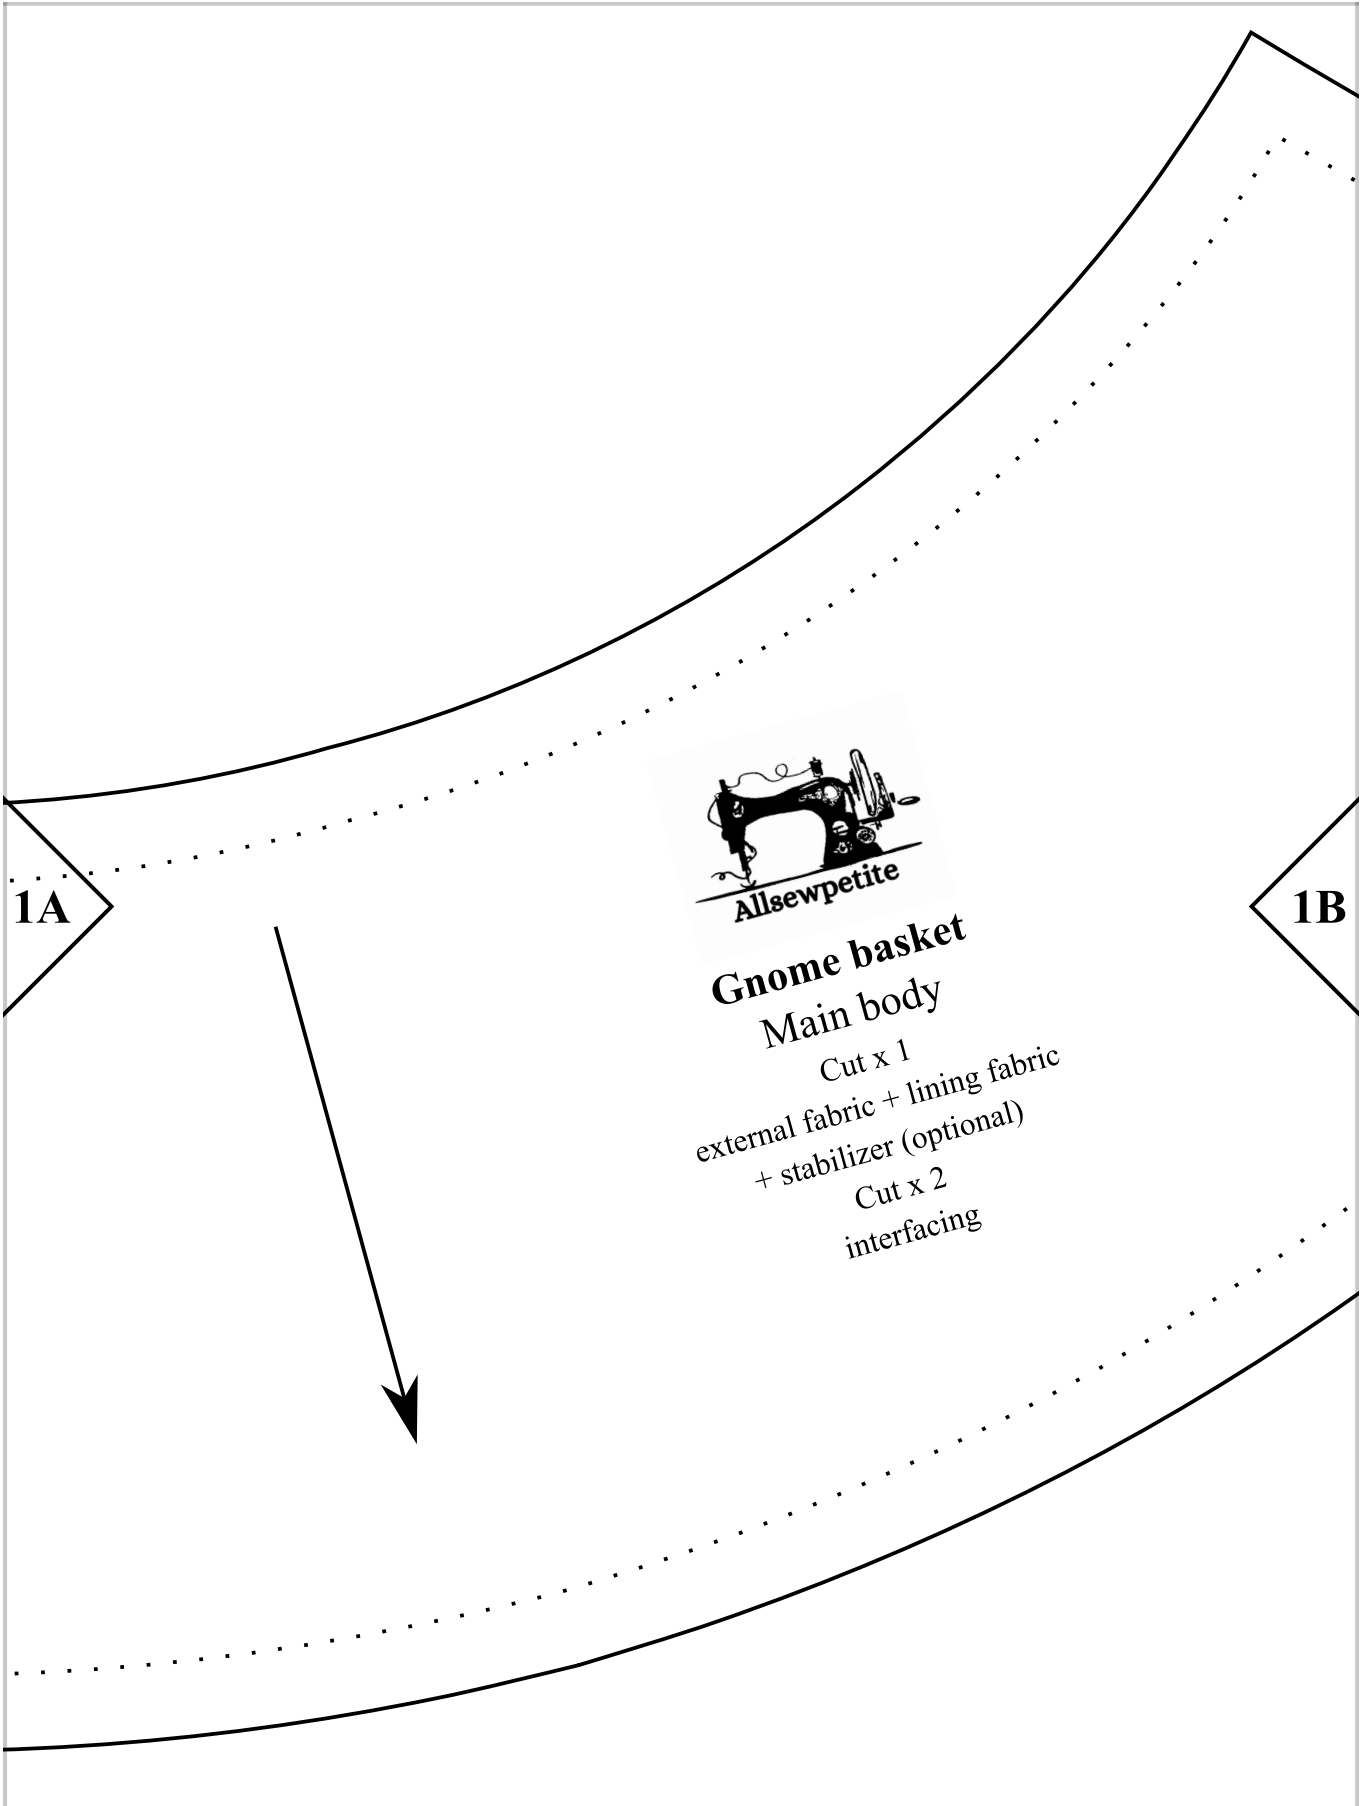 1A
1B
Allsewpetite
Gnome basket
Main body
Cut x 1
external fabric + lining fabric
+ stabilizer (optional)
Cut x 2
interfacing